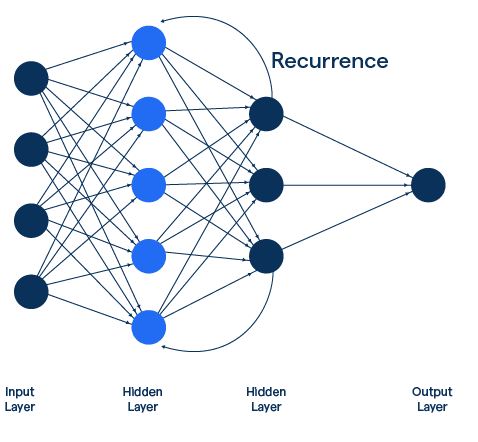 Recurrence
Input
Layer
Hidden
Layer
Hidden
Layer
Output
Layer